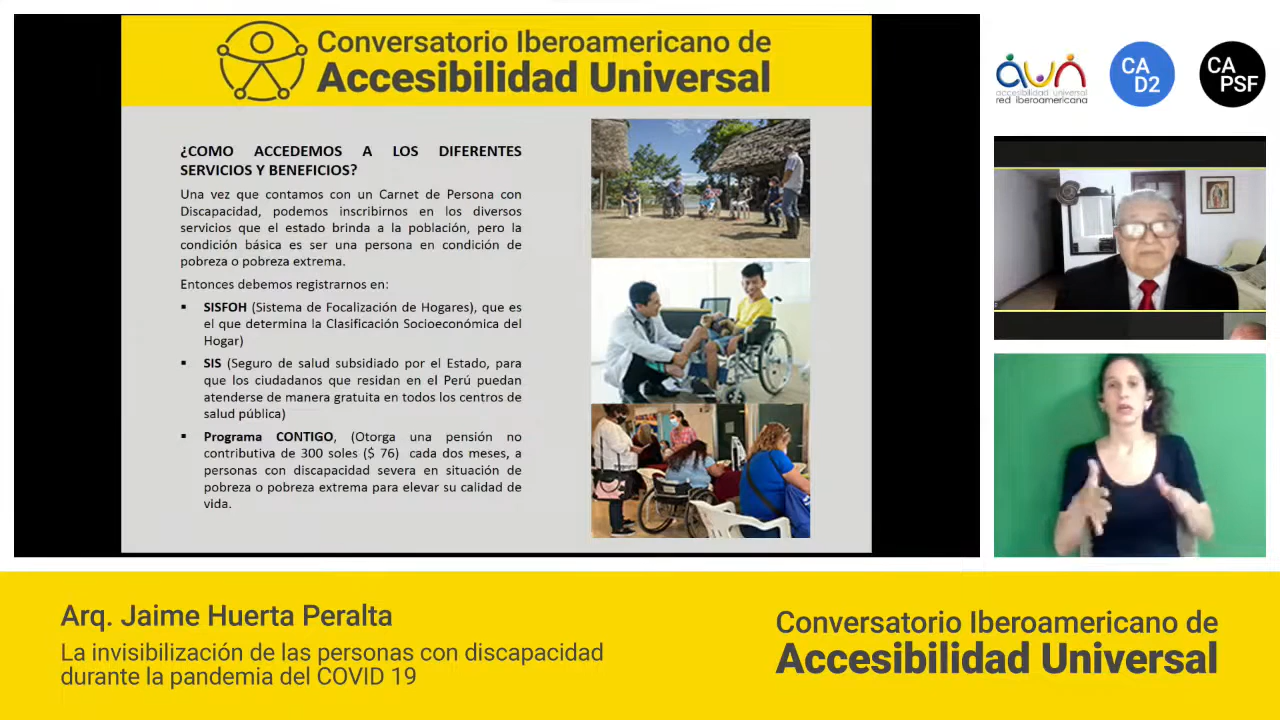 Conversatorio Iberoamericano de
Accesibilidad Universal
¿COMO ACCEDEMOS A LOS DIFERENTES
SERVICIOS Y BENEFICIOS?
Una vez que contamos con un Carnet de Persona con
Discapacidad, podemos inscribirnos en los diversos
servicios que el estado brinda a la población, pero la
condición básica es ser una persona en condición de
pobreza o pobreza extrema.
Entonces debemos registrarnos en:
▪ SISFOH (Sistema de Focalización de Hogares), que es
el que determina la Clasificación Socioeconómica del
Hogar)
▪ SIS (Seguro de salud subsidiado por el Estado, para
que los ciudadanos que residan en el Perú puedan
atenderse de manera gratuita en todos los centros de
salud pública)
▪ Programa CONTIGO, (Otorga una pensión no
contributiva de 300 soles ($ 76) cada dos meses, a
personas con discapacidad severa en situación de
pobreza o pobreza extrema para elevar su calidad de
vida.
accesibilidad universal
red iberoamericana
CA
D2
CA
PSF
Arq. Jaime Huerta Peralta
La invisibilización de las personas con discapacidad
durante la pandemia del COVID 19
Conversatorio Iberoamericano de
Accesibilidad Universal